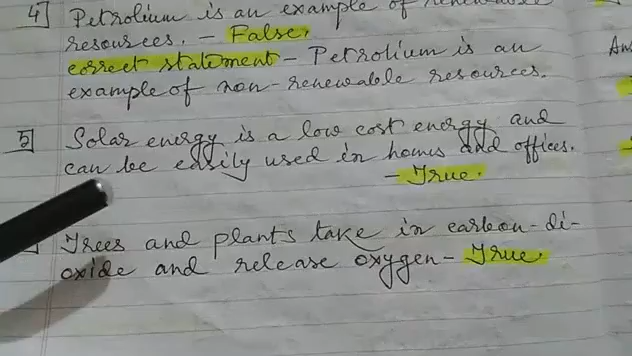 4] Petrolium is an example of renewable
resources. - False.
correct statement - Petrolium is an
example of non-renewable resources.
5] Solar energy is a low cost energy and
can be easily used in homes and offices.
- True.
Trees and plants take in carbon-di-
oxide and release oxygen - True.
Ans